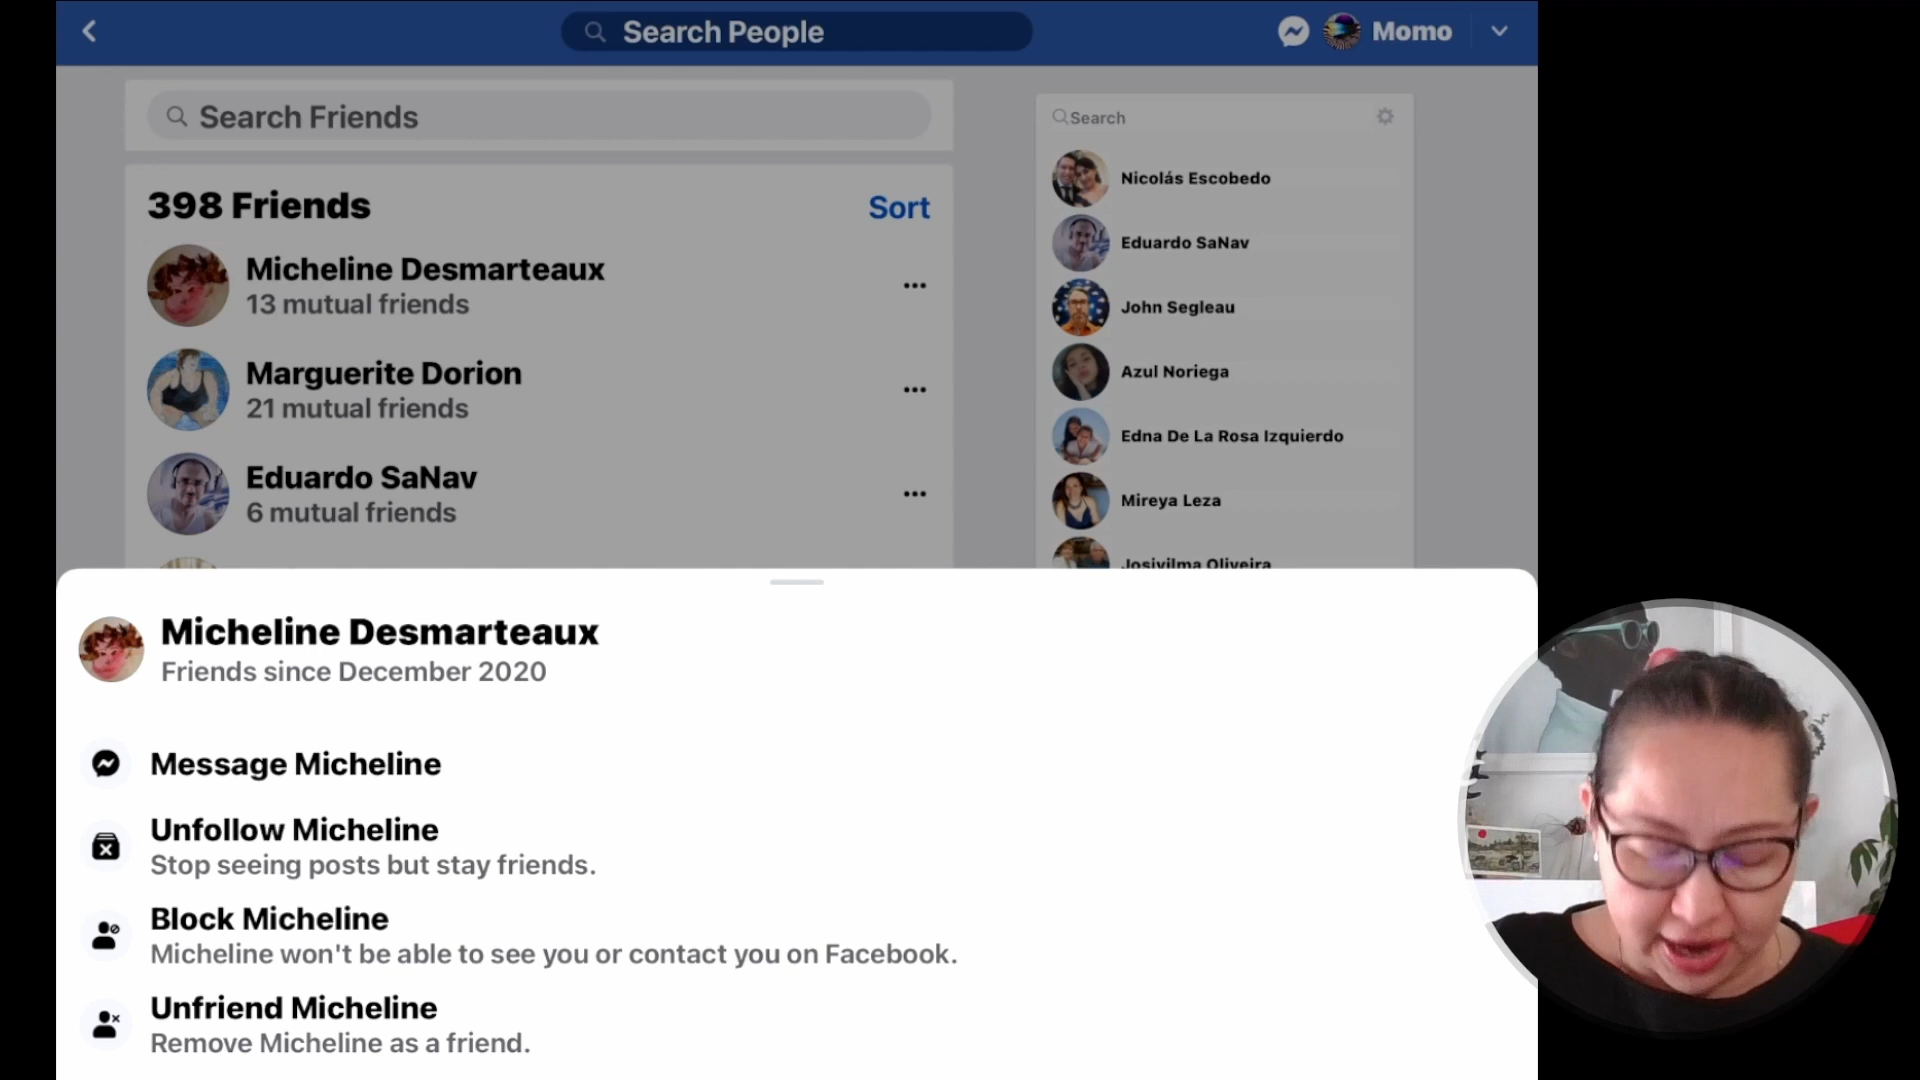 Search People
Momo
Search Friends
398 Friends
Sort
Micheline Desmarteaux
13 mutual friends
Marguerite Dorion
21 mutual friends
Eduardo SaNav
6 mutual friends
Search
Nicolás Escobedo
Eduardo SaNav
John Segleau
Azul Noriega
Edna De La Rosa Izquierdo
Mireya Leza
Josivilma Oliveira
Micheline Desmarteaux
Friends since December 2020
Message Micheline
Unfollow Micheline
Stop seeing posts but stay friends.
Block Micheline
Micheline won't be able to see you or contact you on Facebook.
Unfriend Micheline
Remove Micheline as a friend.